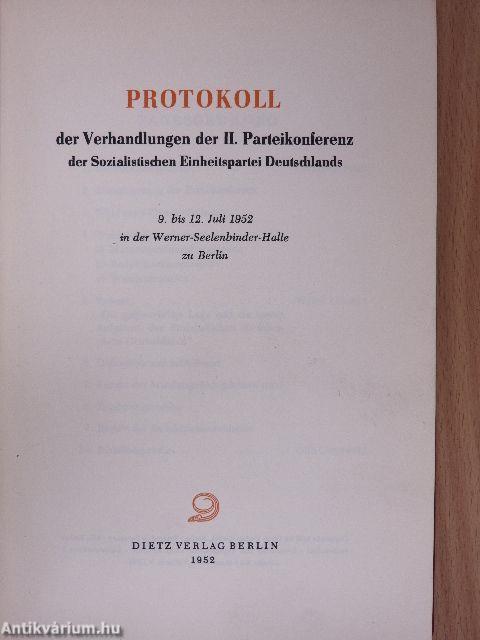 PROTOKOLL
der Verhandlungen der II. Parteikonferenz
der Sozialistischen Einheitspartei Deutschlands
9. bis 12. Juli 1952
in der Werner-Seelenbinder-Halle
zu Berlin
DIETZ VERLAG BERLIN
1952
Antikvárium.hu